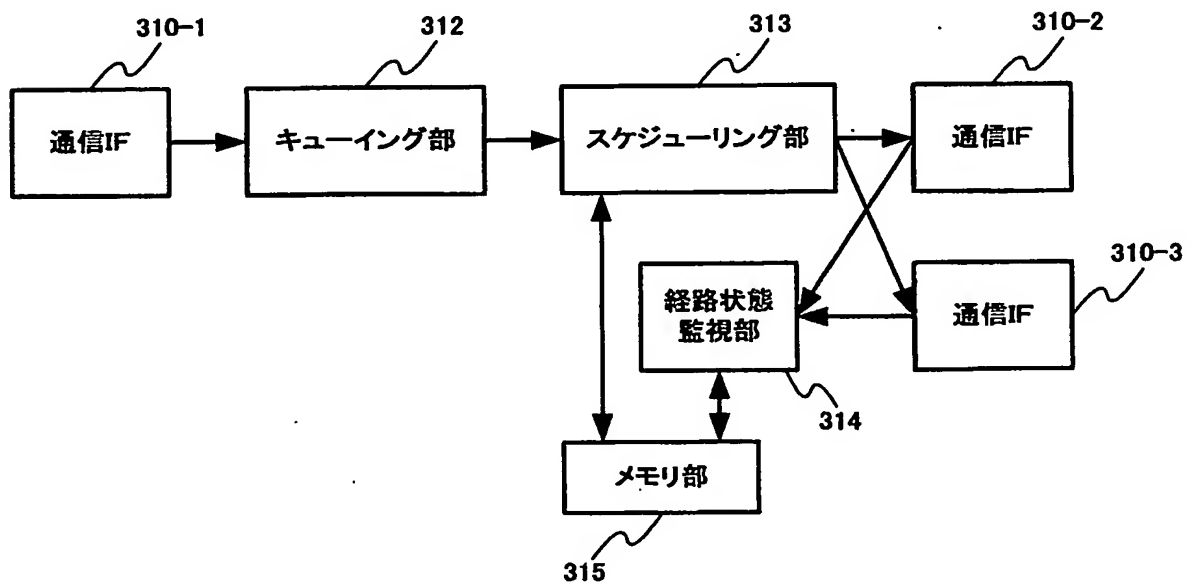 310-1
312
313
310-2
通信IF
キューイング部
スケジューリング部
通信IF
310-3
経路状態
監視部
通信IF
314
メモリ部
315